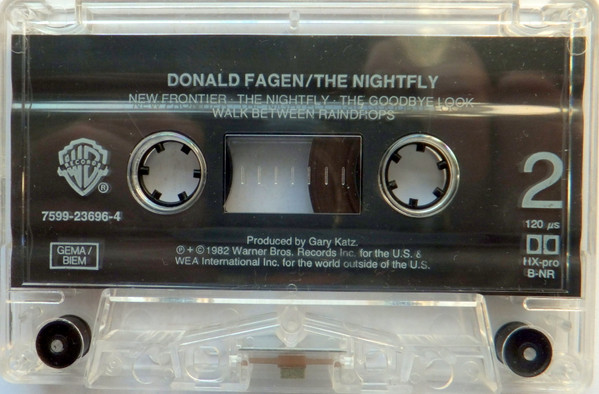 DONALD FAGEN/THE NIGHTFLY
NEW FRONTIER · THE NIGHTFLY · THE GOODBYE LOOK
WALK BETWEEN RAINDROPS
WB
RECORDS
®
7599-23696-4
GEMA/
BIEM
2
120 µs
HX-pro
B-NR
Produced by Gary Katz.
℗ + © 1982 Warner Bros. Records Inc. for the U.S. &
WEA International Inc. for the world outside of the U.S.